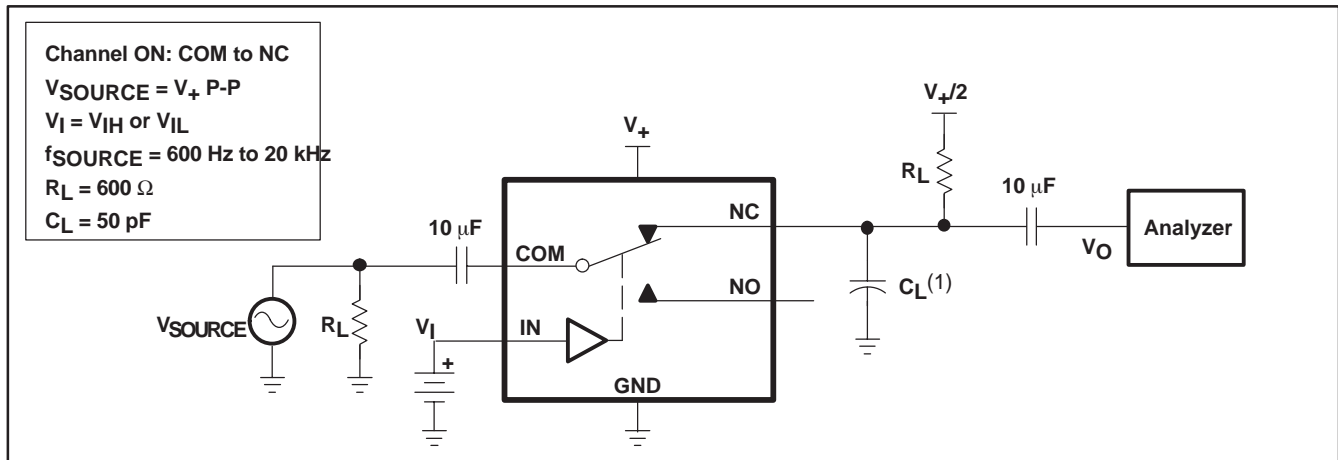 Channel ON: COM to NC
VSOURCE = V+ P-P
VI = VIH or VIL
fSOURCE = 600 Hz to 20 kHz
RL = 600 Ω
CL = 50 pF
V+/2
V+
RL
10 μF
NC
Analyzer
10 μF
COM
VO
NO
CL(1)
VSOURCE
RL
VI
IN
+
GND